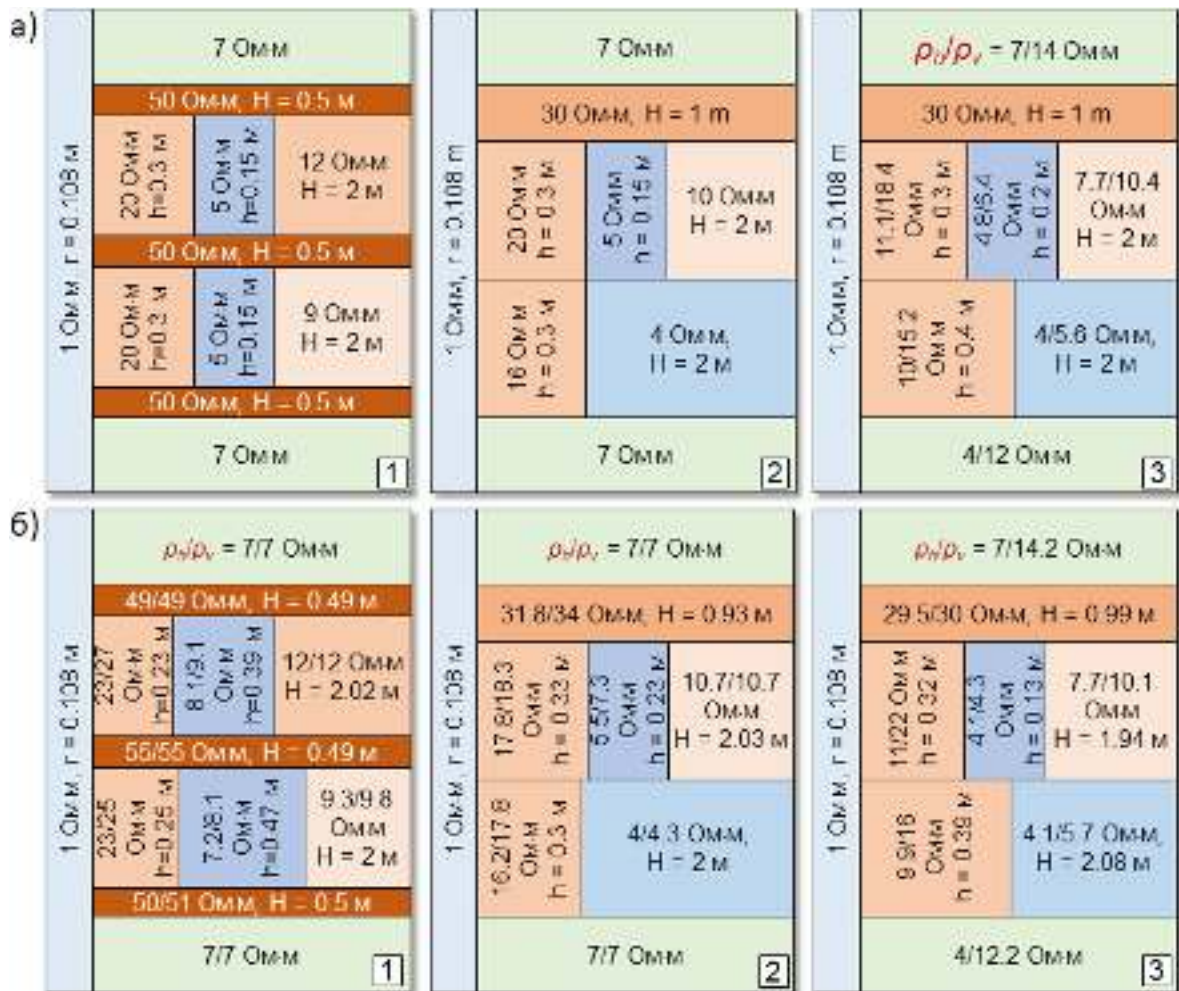 а)
1 Ом·м, r = 0.108 м
7 Ом·м
50 Ом·м, H = 0.5 м
20 Ом·м
h=0.3 м
5 Ом·м
h=0.15 м
12 Ом·м
H = 2 м
50 Ом·м, H = 0.5 м
20 Ом·м
h=0.3 м
5 Ом·м
h=0.15 м
9 Ом·м
H = 2 м
50 Ом·м, H = 0.5 м
7 Ом·м
1
1 Ом·м, r = 0.108 m
7 Ом·м
30 Ом·м, H = 1 m
20 Ом·м
h = 0.3 м
5 Ом·м
h = 0.15 м
10 Ом·м
H = 2 м
16 Ом·м
h = 0.3 м
4 Ом·м,
H = 2 м
7 Ом·м
2
1 Ом·м, r = 0.108 m
ρₕ/ρᵥ = 7/14 Ом·м
30 Ом·м, H = 1 m
11.1/18.4
Ом·м
h = 0.3 м
4.8/6.4
Ом·м
h = 0.2 м
7.7/10.4
Ом·м
H = 2 м
10/15.2
Ом·м
h = 0.4 м
4/5.6 Ом·м,
H = 2 м
4/12 Ом·м
3
б)
1 Ом·м, r = 0.108 м
ρₕ/ρᵥ = 7/7 Ом·м
49/49 Ом·м, H = 0.49 м
23/27
Ом·м
h=0.23 м
8.1/9.1
Ом·м
h=0.39 м
12/12 Ом·м
H = 2.02 м
55/55 Ом·м, H = 0.49 м
23/25
Ом·м
h=0.25 м
7.2/8.1
Ом·м
h=0.47 м
9.3/9.8
Ом·м
H = 2 м
50/51 Ом·м, H = 0.5 м
7/7 Ом·м
1
1 Ом·м, r = 0.108 м
ρₕ/ρᵥ = 7/7 Ом·м
31.8/34 Ом·м, H = 0.93 м
17.8/18.3
Ом·м
h = 0.33 м
5.5/7.3
Ом·м
h = 0.23 м
10.7/10.7
Ом·м
H = 2.03 м
16.2/17.8
Ом·м
h = 0.3 м
4/4.3 Ом·м,
H = 2 м
7/7 Ом·м
2
1 Ом·м, r = 0.108 м
ρₕ/ρᵥ = 7/14.2 Ом·м
29.5/30 Ом·м, H = 0.99 м
11/22 Ом·м
h = 0.32 м
4.1/4.3
Ом·м
h = 0.13 м
7.7/10.1
Ом·м
H = 1.94 м
9.9/16
Ом·м
h = 0.39 м
4.1/5.7 Ом·м,
H = 2.08 м
4/12.2 Ом·м
3